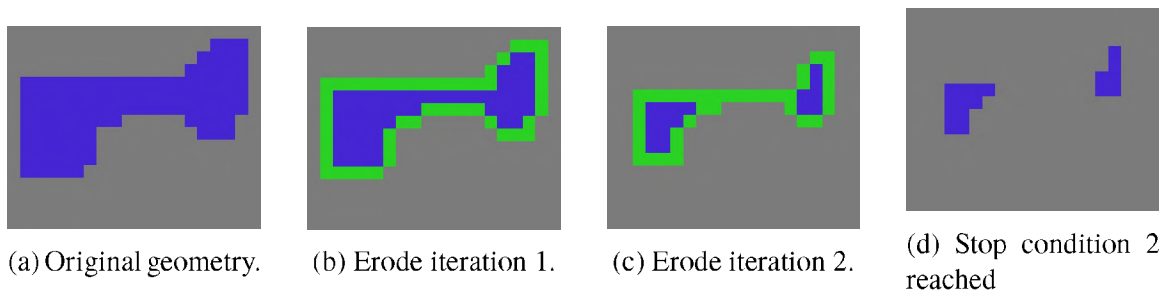 (a) Original geometry.
(b) Erode iteration 1.
(c) Erode iteration 2.
(d) Stop condition 2
reached